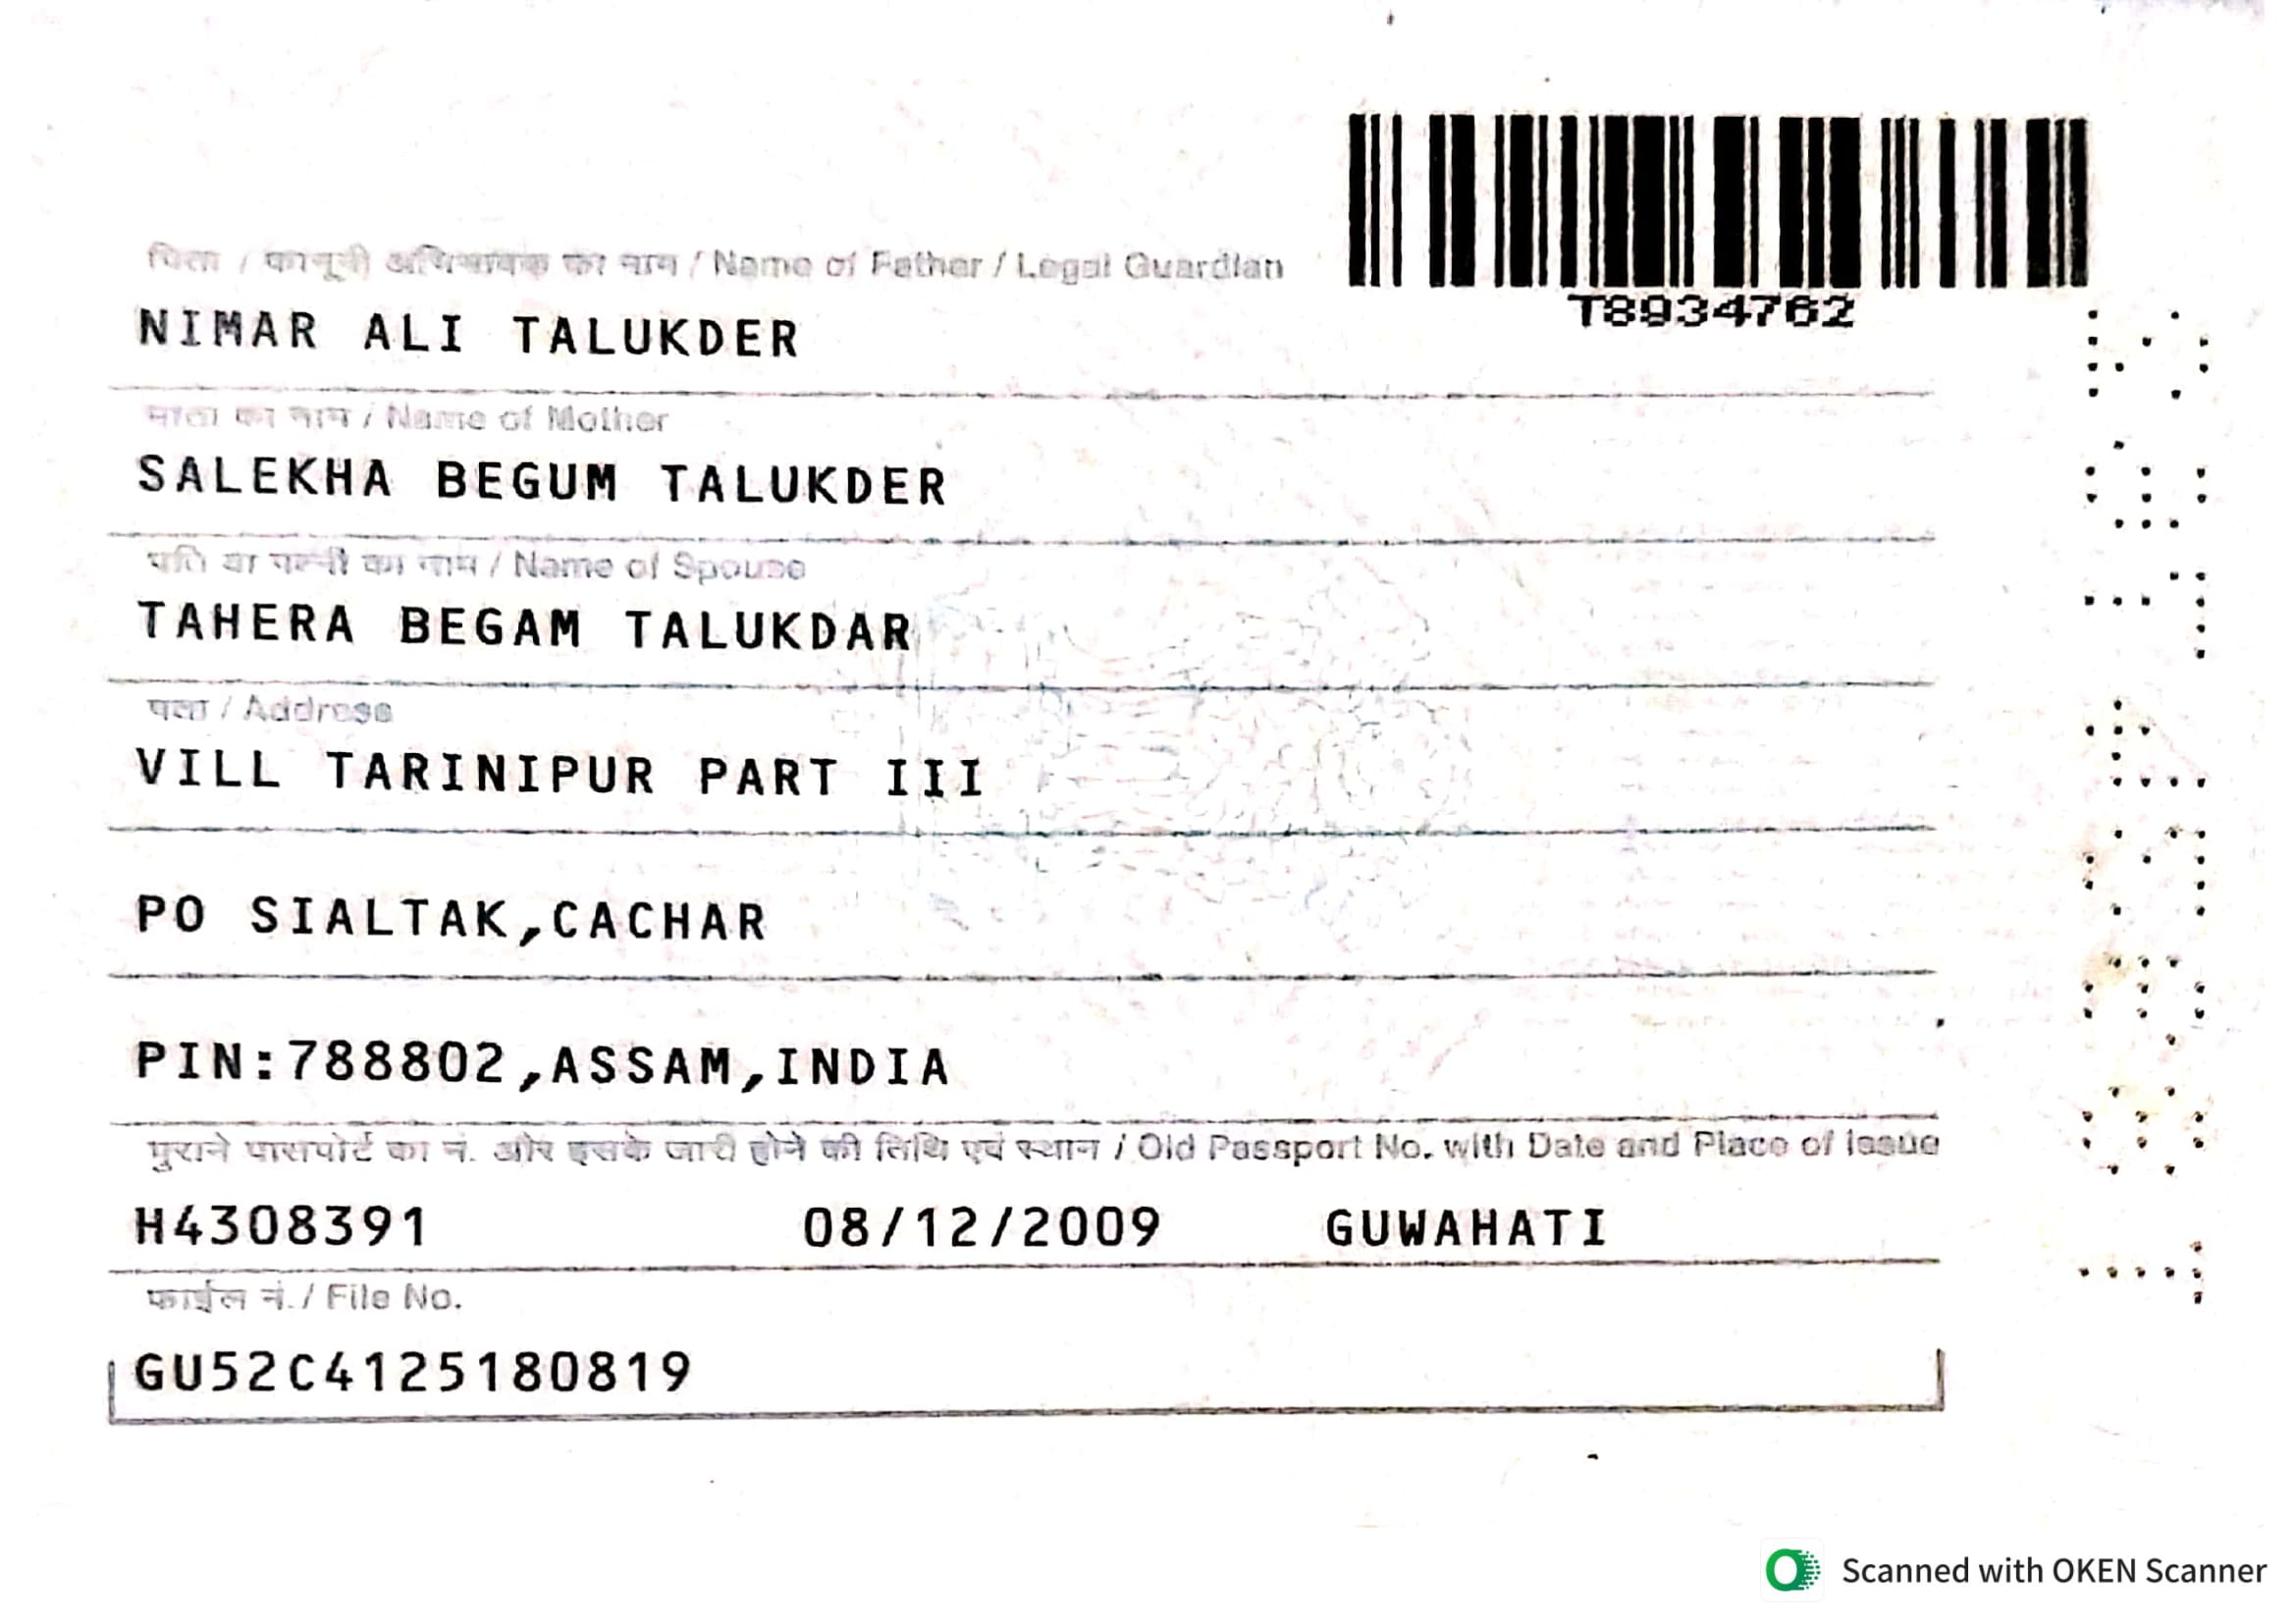 पिता / कानूनी अभिभावक का नाम / Name of Father / Legal Guardian
T8934762
NIMAR ALI TALUKDER
माता का नाम / Name of Mother
SALEKHA BEGUM TALUKDER
पति या पत्नी का नाम / Name of Spouse
TAHERA BEGAM TALUKDAR
पता / Address
VILL TARINIPUR PART III
PO SIALTAK,CACHAR
PIN:788802,ASSAM,INDIA
पुराने पासपोर्ट का नं. और इसके जारी होने की तिथि एवं स्थान / Old Passport No. with Date and Place of Issue
H4308391 08/12/2009 GUWAHATI
फाईल नं. / File No.
GU52C4125180819
Scanned with OKEN Scanner